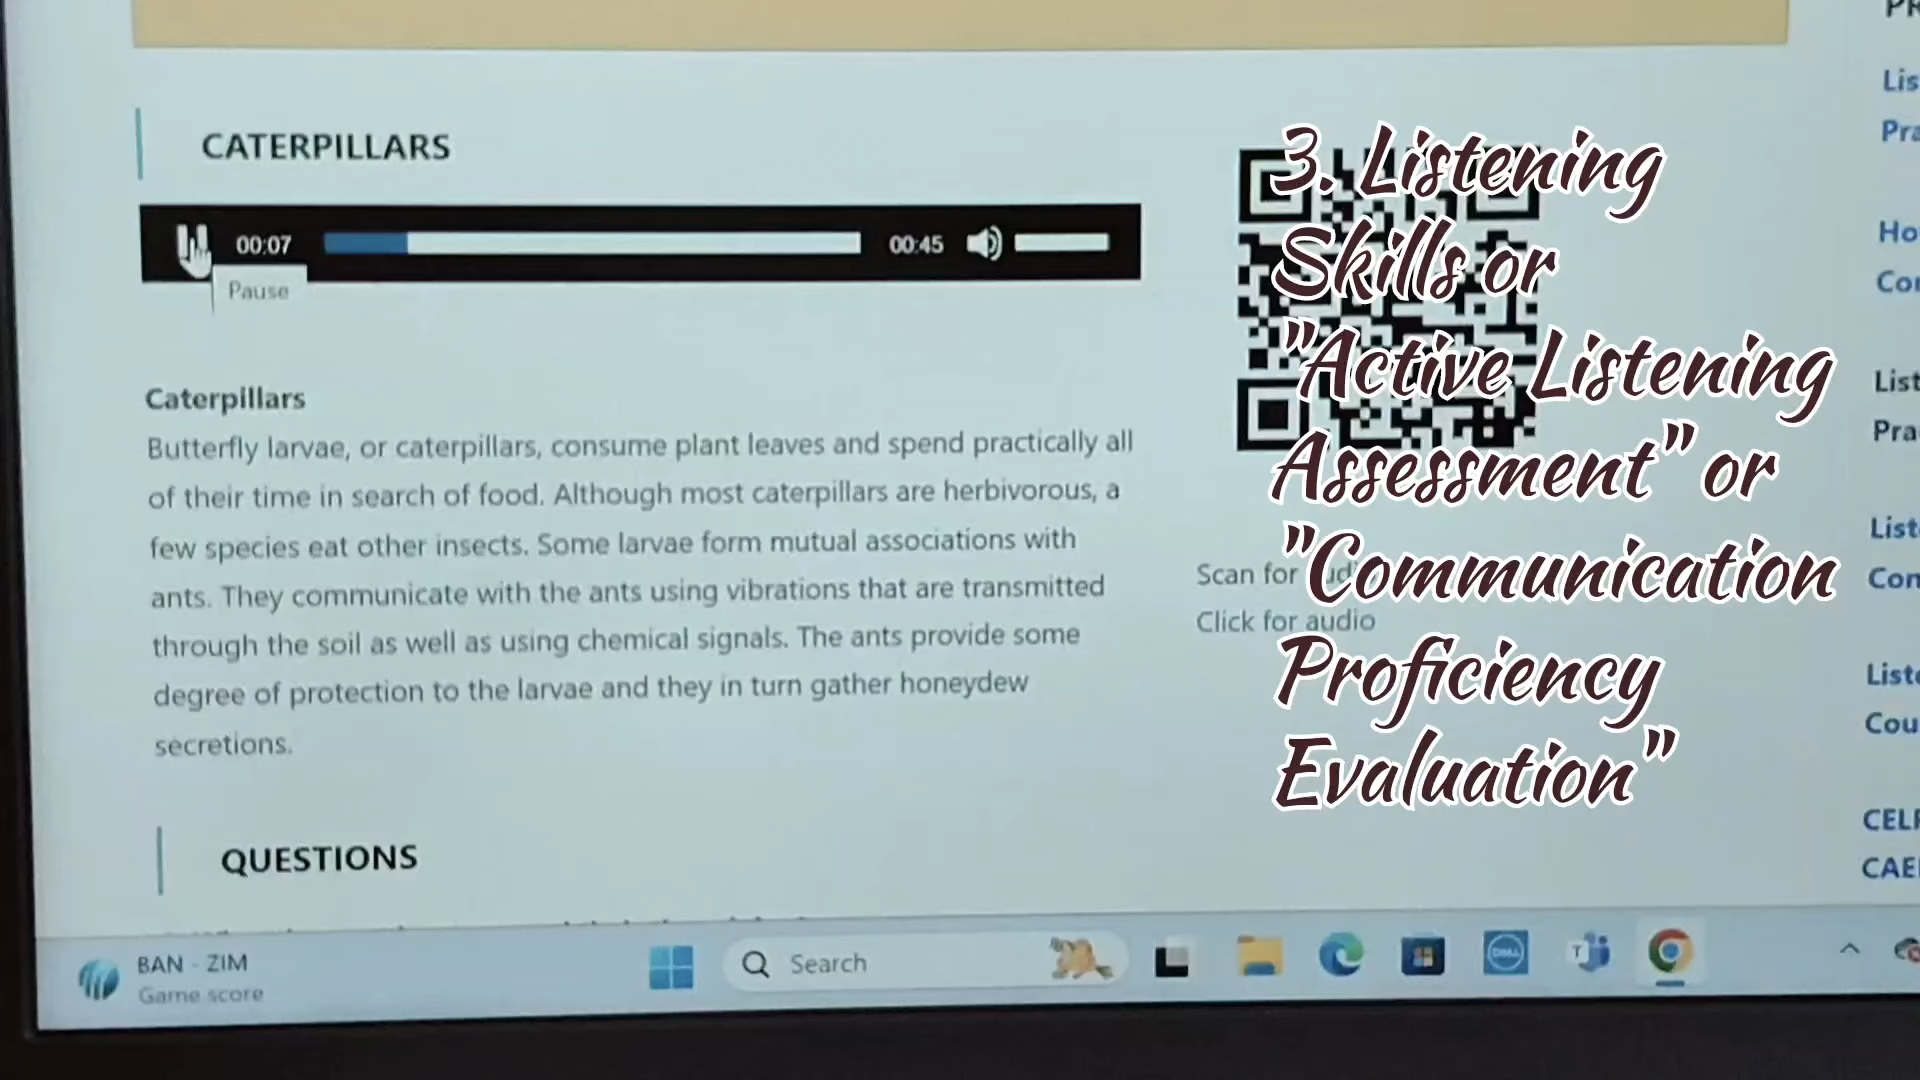 CATERPILLARS
00:07
00:45
Pause
Caterpillars
Butterfly larvae, or caterpillars, consume plant leaves and spend practically all
of their time in search of food. Although most caterpillars are herbivorous, a
few species eat other insects. Some larvae form mutual associations with
ants. They communicate with the ants using vibrations that are transmitted
through the soil as well as using chemical signals. The ants provide some
degree of protection to the larvae and they in turn gather honeydew
secretions.
QUESTIONS
3. Listening
Skills or
"Active Listening
Assessment" or
"Communication
Proficiency
Evaluation"
Scan for
Click for audio
BAN - ZIM
Game score
Search
DELL
T